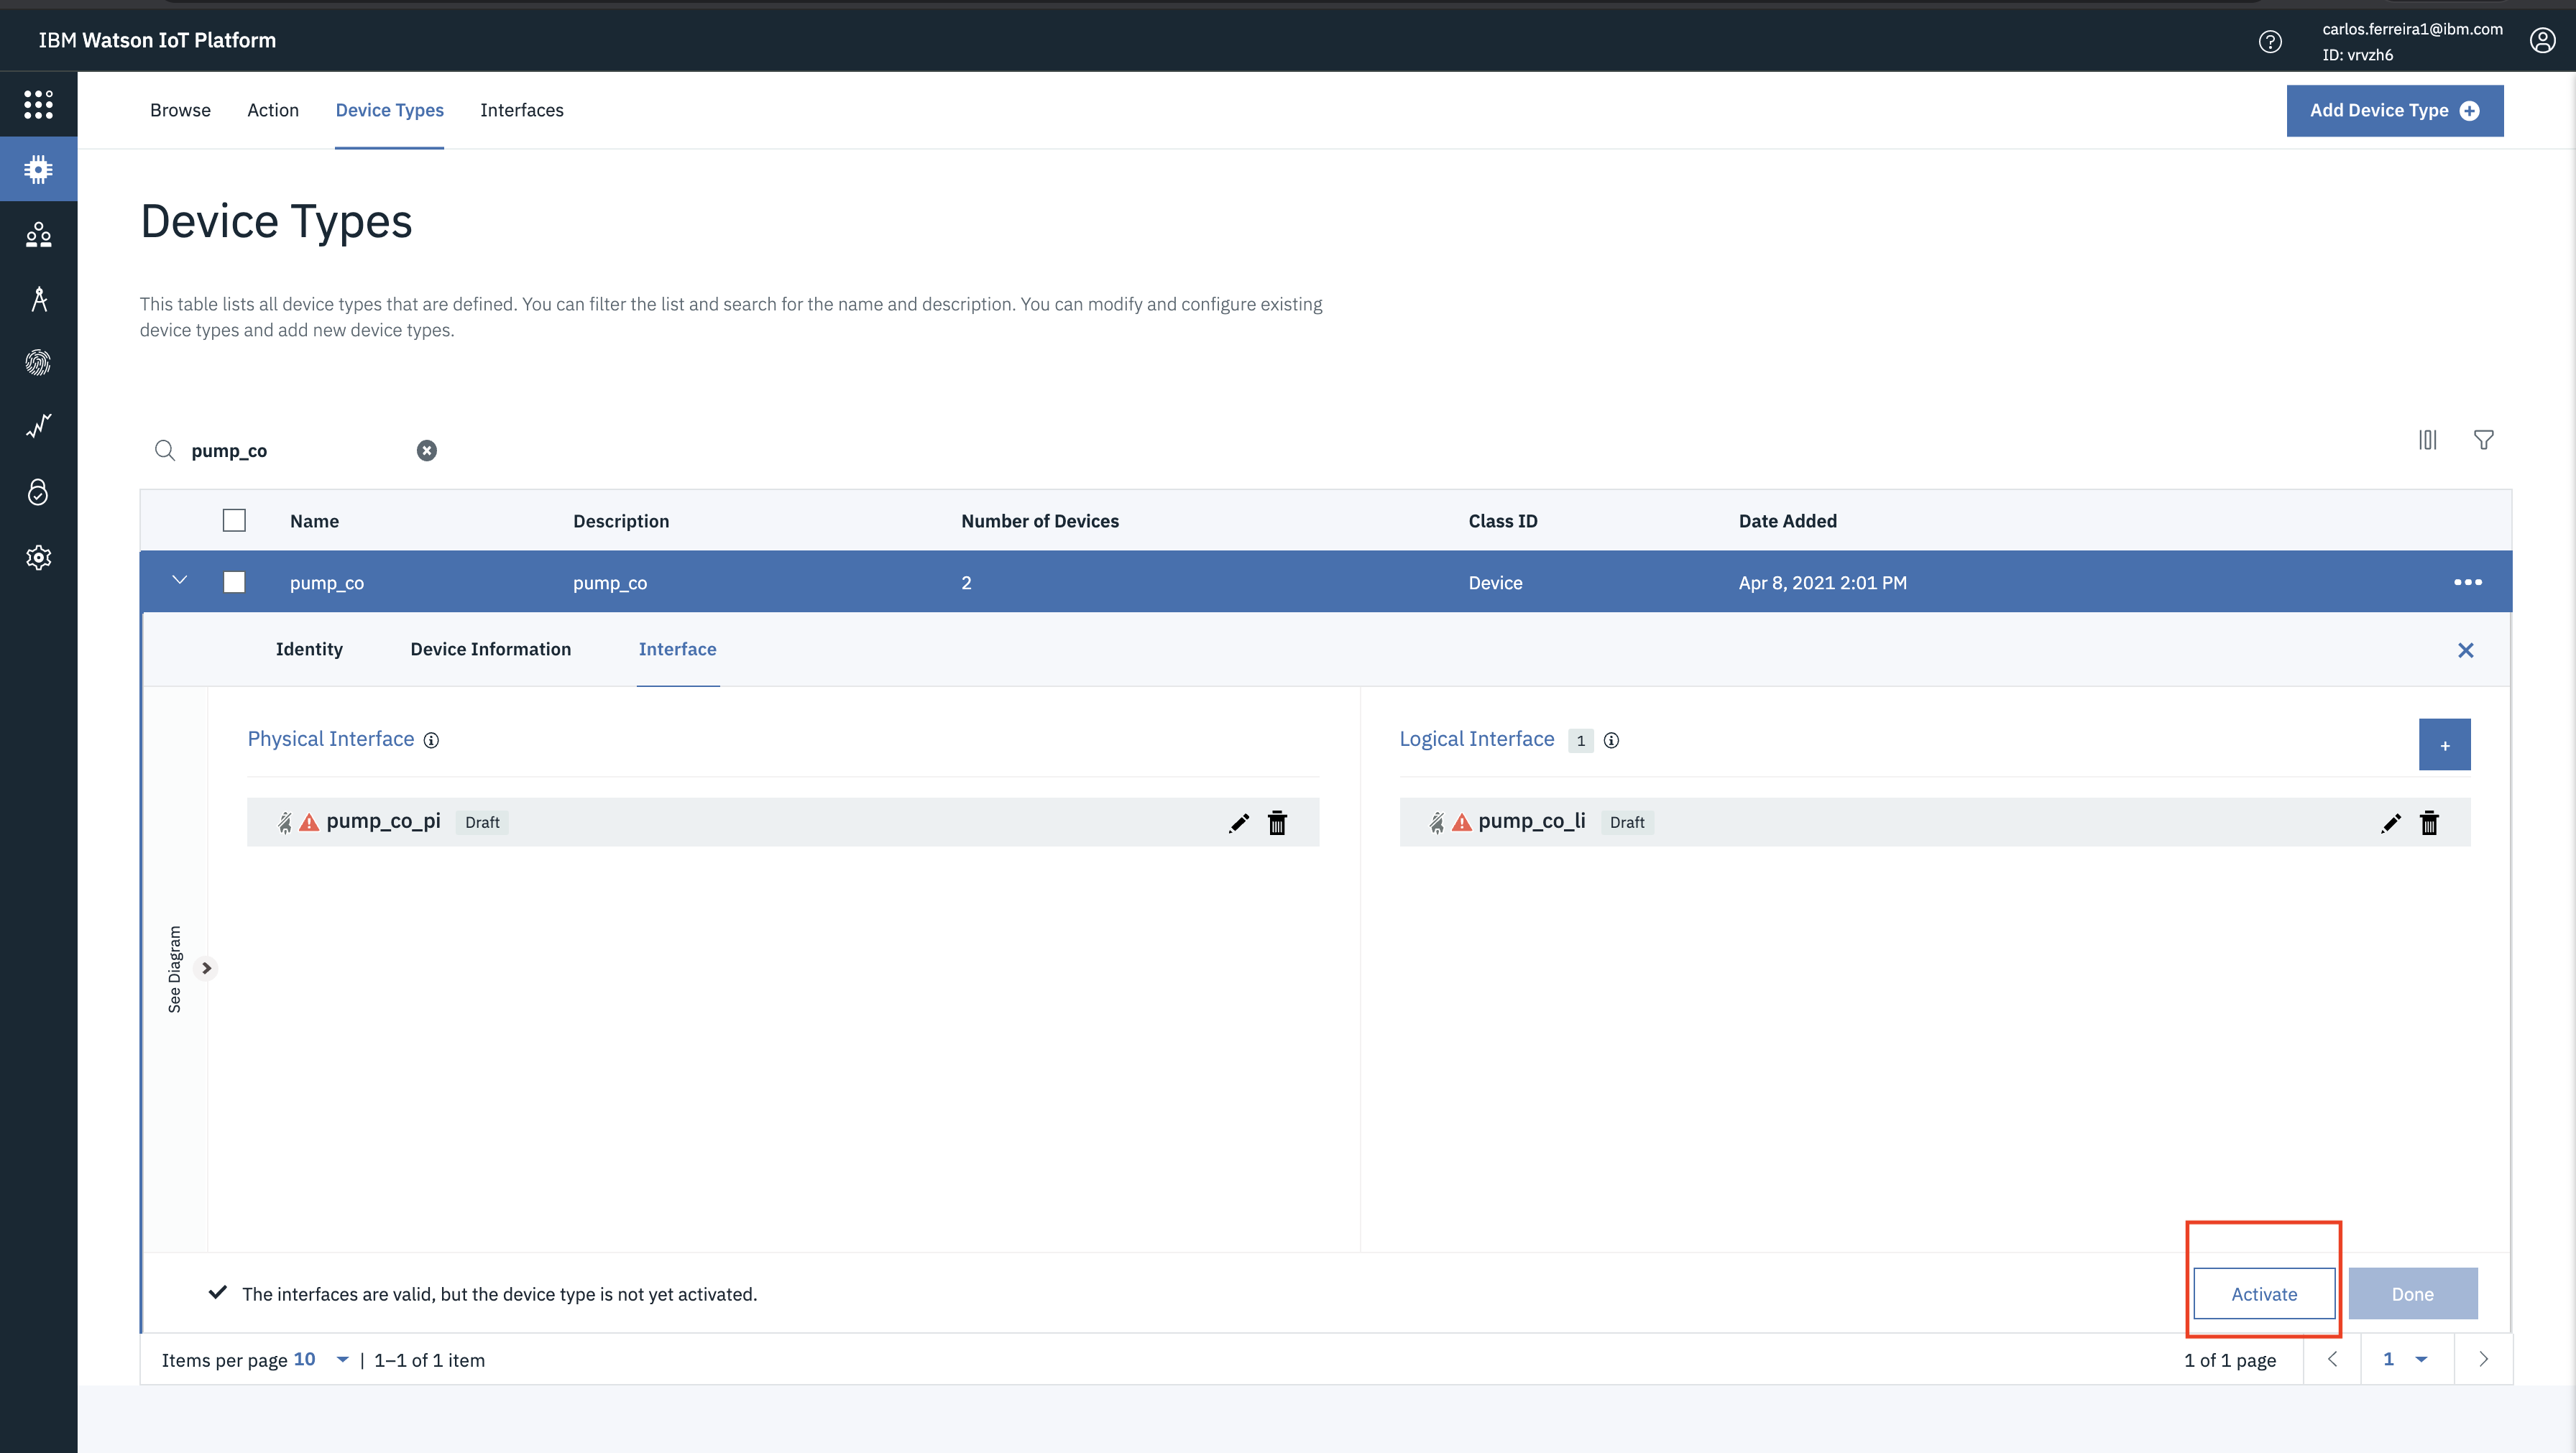 IBM Watson IoT Platform
carlos.ferreira1@ibm.com
ID: vrvzh6
Browse Action Device Types Interfaces
Add Device Type
Device Types
This table lists all device types that are defined. You can filter the list and search for the name and description. You can modify and configure existing
device types and add new device types.
pump_co
Name Description Number of Devices Class ID Date Added
pump_co pump_co 2 Device Apr 8, 2021 2:01 PM
Identity Device Information Interface
Physical Interface
Logical Interface 1
+
pump_co_pi Draft
pump_co_li Draft
See Diagram
The interfaces are valid, but the device type is not yet activated.
Activate Done
Items per page 10 | 1–1 of 1 item
1 of 1 page
1